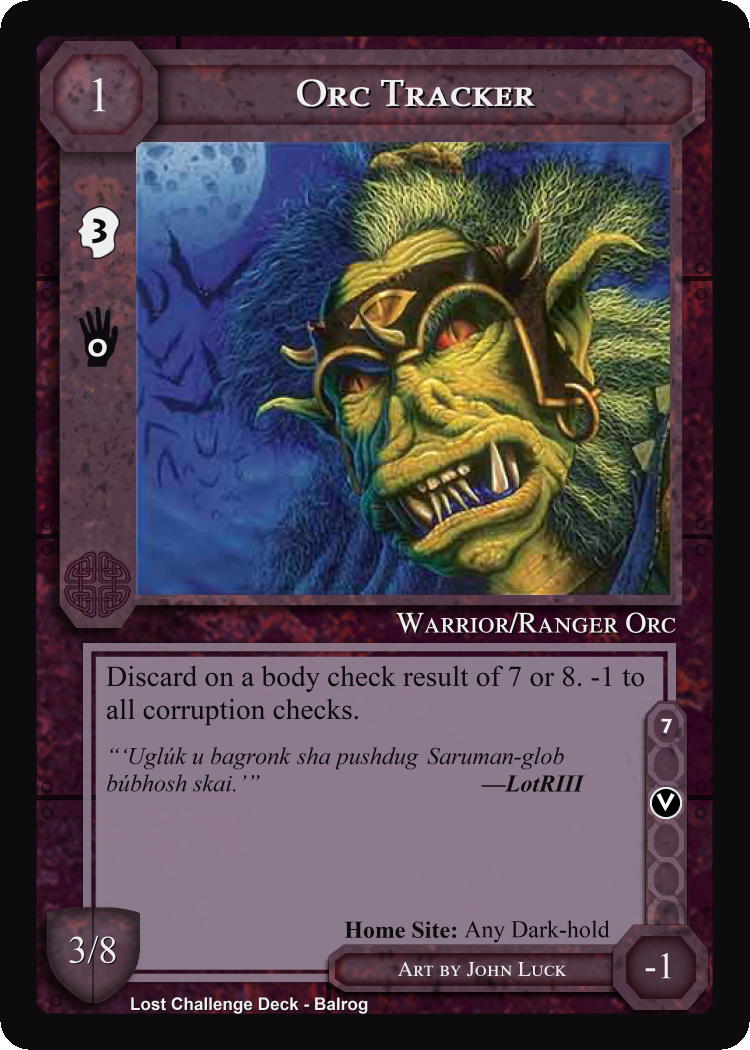 1
Orc Tracker
3
0
Warrior/Ranger Orc
Discard on a body check result of 7 or 8. -1 to
all corruption checks.
“‘Uglúk u bagronk sha pushdug Saruman-glob
búbhosh skai.’” —LotRIII
7
V
Home Site: Any Dark-hold
3/8
Art by John Luck
-1
Lost Challenge Deck - Balrog